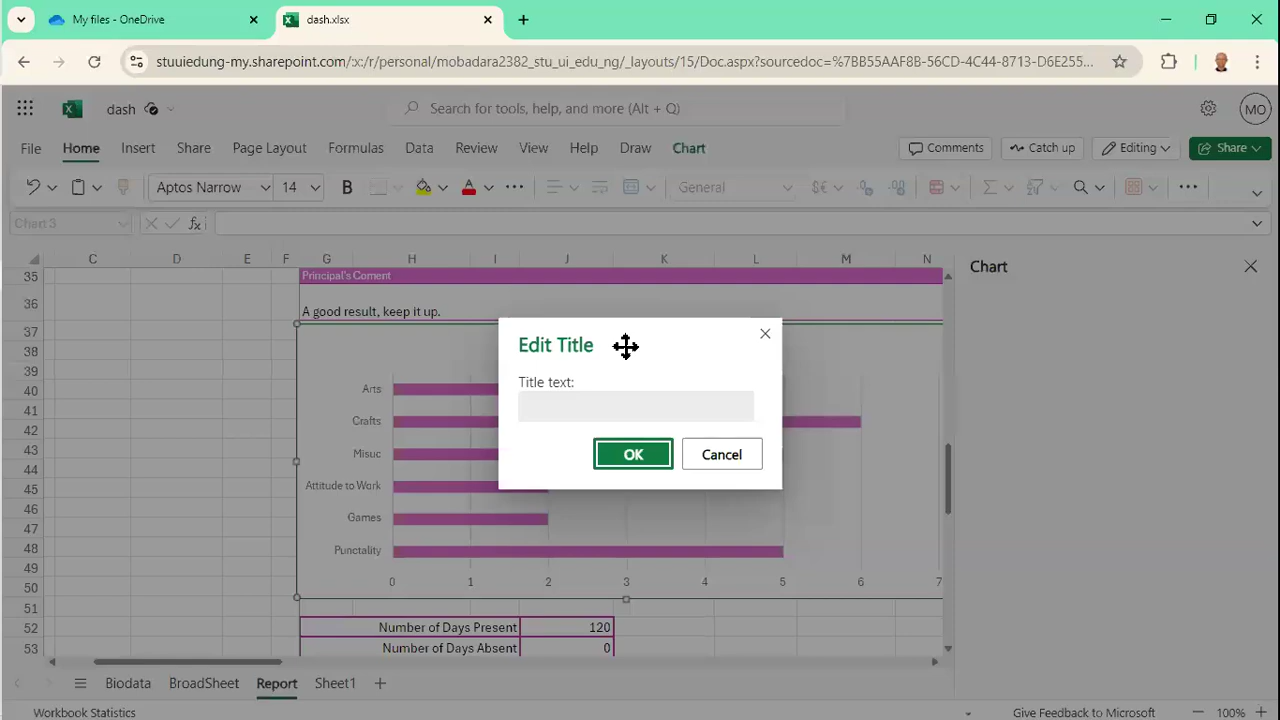 My files - OneDrive
dash.xlsx
stuuiedung-my.sharepoint.com/:x:/r/personal/mobidara2382_stu_ui_edu_ng/_layouts/15/Doc.aspx?sourcedoc=%7BB55AAF8B-56CD-4C44-8713-D6E255...
dash
Search for tools, help, and more (Alt + Q)
MO
File Home Insert Share Page Layout Formulas Data Review View Help Draw Chart Comments Catch up Editing Share
Aptos Narrow 14 B A General
Chart 3 fx
C D E F G H I J K L M N
Chart
35 Principal's Coment
36 A good result, keep it up.
37
38
39
40
41
42
43
44
45
46
47
48
49
50
51
52
53
Edit Title
Title text:
OK Cancel
Arts
Crafts
Misuc
Attitude to Work
Games
Punctality
0 1 2 3 4 5 6 7
Number of Days Present 120
Number of Days Absent 0
Biodata BroadSheet Report Sheet1
Workbook Statistics Give Feedback to Microsoft 100%